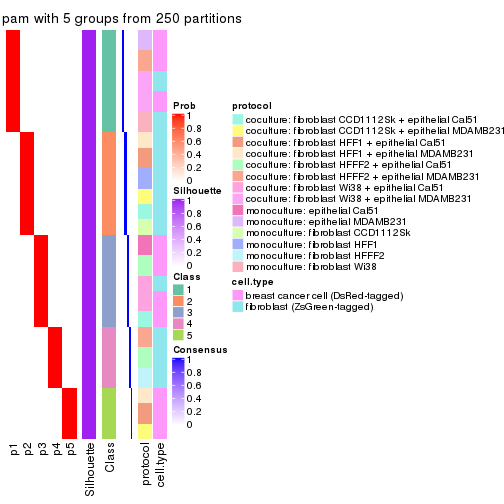 pam with 5 groups from 250 partitions
Prob
1
0.8
0.6
0.4
0.2
0
Silhouette
1
0.8
0.6
0.4
0.2
0
Class
1
2
3
4
5
Consensus
1
0.8
0.6
0.4
0.2
0
protocol
coculture: fibroblast CCD1112Sk + epithelial Cal51
coculture: fibroblast CCD1112Sk + epithelial MDAMB231
coculture: fibroblast HFF1 + epithelial Cal51
coculture: fibroblast HFF1 + epithelial MDAMB231
coculture: fibroblast HFFF2 + epithelial Cal51
coculture: fibroblast HFFF2 + epithelial MDAMB231
coculture: fibroblast Wi38 + epithelial Cal51
coculture: fibroblast Wi38 + epithelial MDAMB231
monoculture: epithelial Cal51
monoculture: epithelial MDAMB231
monoculture: fibroblast CCD1112Sk
monoculture: fibroblast HFF1
monoculture: fibroblast HFFF2
monoculture: fibroblast Wi38
cell.type
breast cancer cell (DsRed-tagged)
fibroblast (ZsGreen-tagged)
p1
p2
p3
p4
p5
Silhouette
Class
protocol
cell.type